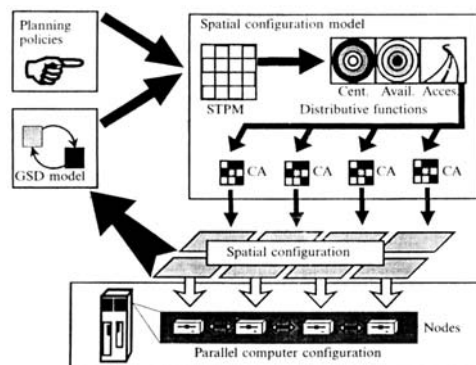 Planning
policies
Spatial configuration model
STPM
Cent. Avail. Acces.
Distributive functions
GSD model
CA CA CA CA
Spatial configuration
Nodes
Parallel computer configuration